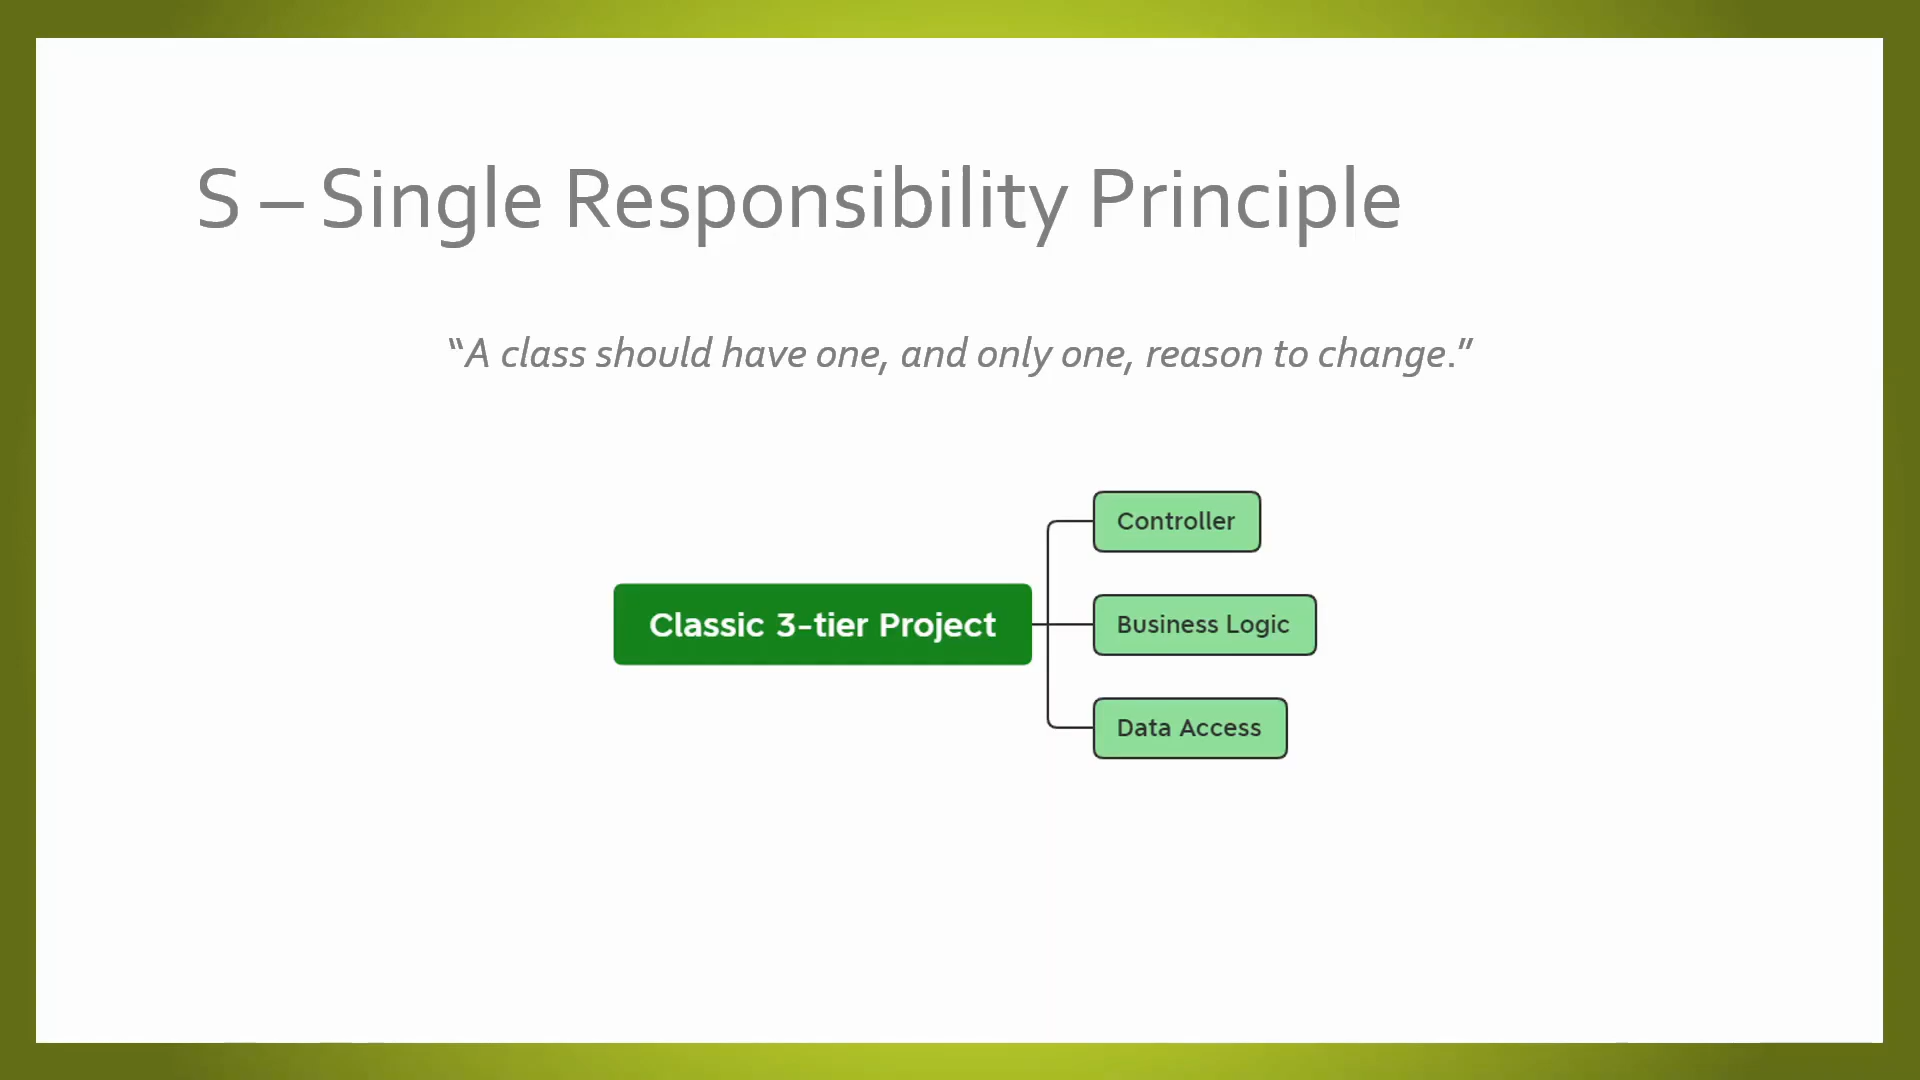 S – Single Responsibility Principle
“A class should have one, and only one, reason to change.”
Controller
Classic 3-tier Project
Business Logic
Data Access